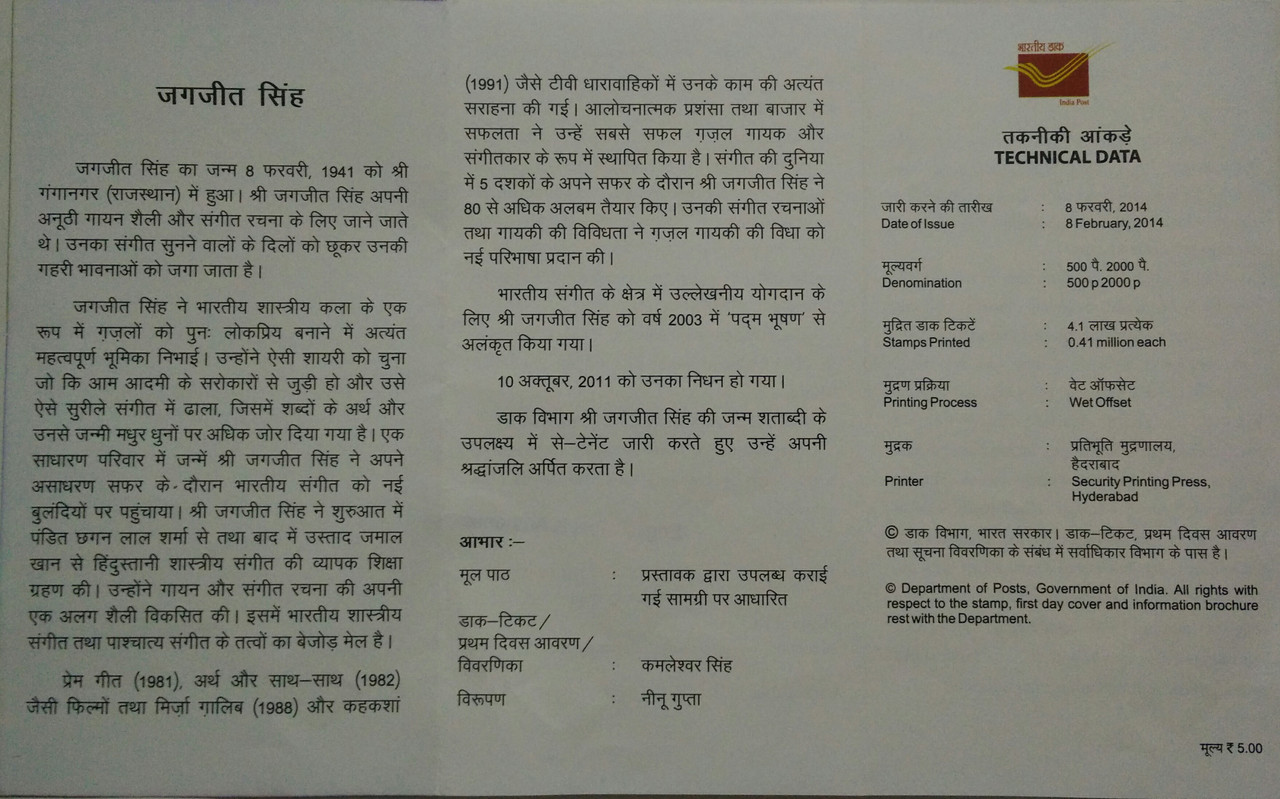 जगजीत सिंह
जगजीत सिंह का जन्म 8 फरवरी, 1941 को श्री
गंगानगर (राजस्थान) में हुआ। श्री जगजीत सिंह अपनी
अनूठी गायन शैली और संगीत रचना के लिए जाने जाते
थे। उनका संगीत सुनने वालों के दिलों को छूकर उनकी
गहरी भावनाओं को जगा जाता है।
जगजीत सिंह ने भारतीय शास्त्रीय कला के एक
रूप में ग़ज़लों को पुनः लोकप्रिय बनाने में अत्यंत
महत्वपूर्ण भूमिका निभाई। उन्होंने ऐसी शायरी को चुना
जो कि आम आदमी के सरोकारों से जुड़ी हो और उसे
ऐसे सुरीले संगीत में ढाला, जिसमें शब्दों के अर्थ और
उनसे जन्मी मधुर धुनों पर अधिक जोर दिया गया है। एक
साधारण परिवार में जन्में श्री जगजीत सिंह ने अपने
असाधरण सफर के दौरान भारतीय संगीत को नई
बुलंदियों पर पहुंचाया। श्री जगजीत सिंह ने शुरुआत में
पंडित छगन लाल शर्मा से तथा बाद में उस्ताद जमाल
खान से हिंदुस्तानी शास्त्रीय संगीत की व्यापक शिक्षा
ग्रहण की। उन्होंने गायन और संगीत रचना की अपनी
एक अलग शैली विकसित की। इसमें भारतीय शास्त्रीय
संगीत तथा पाश्चात्य संगीत के तत्वों का बेजोड़ मेल है।
प्रेम गीत (1981), अर्थ और साथ–साथ (1982)
जैसी फिल्मों तथा मिर्ज़ा ग़ालिब (1988) और कहकशां
(1991) जैसे टीवी धारावाहिकों में उनके काम की अत्यंत
सराहना की गई। आलोचनात्मक प्रशंसा तथा बाजार में
सफलता ने उन्हें सबसे सफल ग़ज़ल गायक और
संगीतकार के रूप में स्थापित किया है। संगीत की दुनिया
में 5 दशकों के अपने सफर के दौरान श्री जगजीत सिंह ने
80 से अधिक अलबम तैयार किए। उनकी संगीत रचनाओं
तथा गायकी की विविधता ने ग़ज़ल गायकी की विधा को
नई परिभाषा प्रदान की।
भारतीय संगीत के क्षेत्र में उल्लेखनीय योगदान के
लिए श्री जगजीत सिंह को वर्ष 2003 में 'पद्म भूषण' से
अलंकृत किया गया।
10 अक्तूबर, 2011 को उनका निधन हो गया।
डाक विभाग श्री जगजीत सिंह की जन्म शताब्दी के
उपलक्ष्य में से–टेनेंट जारी करते हुए उन्हें अपनी
श्रद्धांजलि अर्पित करता है।
आभार :–
मूल पाठ : प्रस्तावक द्वारा उपलब्ध कराई
गई सामग्री पर आधारित
डाक–टिकट /
प्रथम दिवस आवरण /
विवरणिका : कमलेश्वर सिंह
विरूपण : नीनू गुप्ता
भारतीय डाक
India Post
तकनीकी आंकड़े
TECHNICAL DATA
जारी करने की तारीख : 8 फरवरी, 2014
Date of Issue : 8 February, 2014
मूल्यवर्ग : 500 पै. 2000 पै.
Denomination : 500 p 2000 p
मुद्रित डाक टिकटें : 4.1 लाख प्रत्येक
Stamps Printed : 0.41 million each
मुद्रण प्रक्रिया : वेट ऑफसेट
Printing Process : Wet Offset
मुद्रक : प्रतिभूति मुद्रणालय,
हैदराबाद
Printer : Security Printing Press,
Hyderabad
© डाक विभाग, भारत सरकार। डाक–टिकट, प्रथम दिवस आवरण
तथा सूचना विवरणिका के संबंध में सर्वाधिकार विभाग के पास है।
© Department of Posts, Government of India. All rights with
respect to the stamp, first day cover and information brochure
rest with the Department.
मूल्य ₹ 5.00